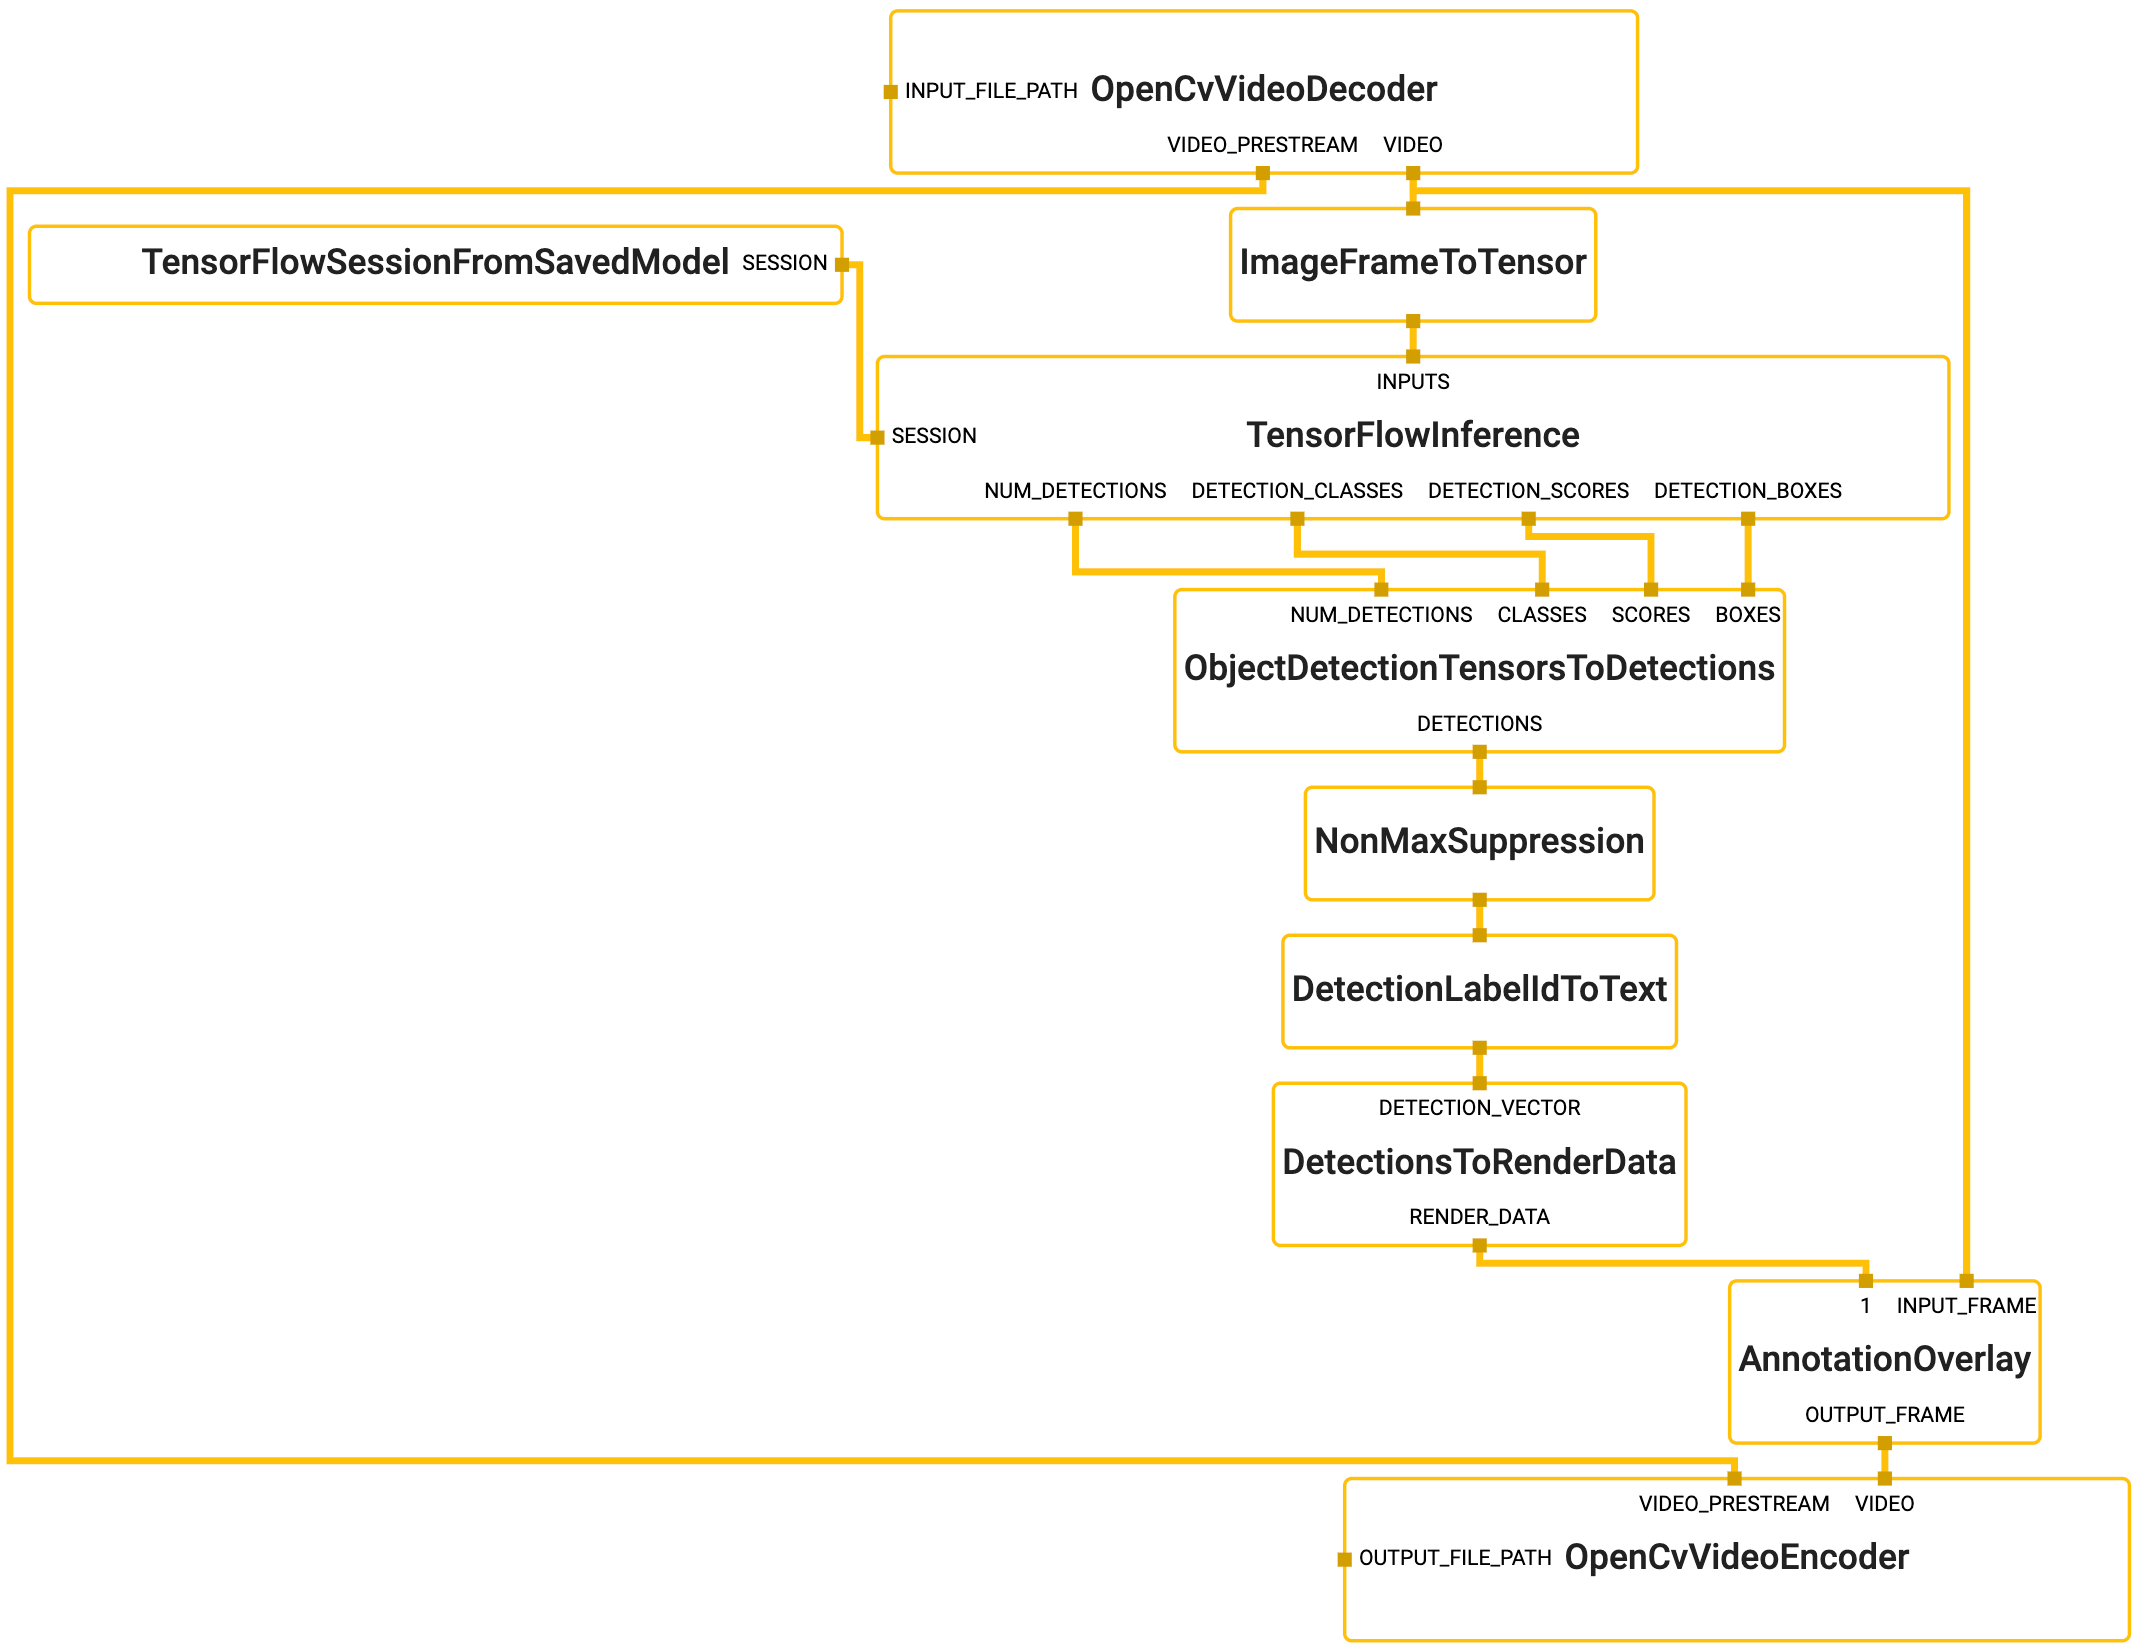 INPUT_FILE_PATH OpenCvVideoDecoder
VIDEO_PRESTREAM VIDEO
TensorFlowSessionFromSavedModel SESSION
ImageFrameToTensor
INPUTS
SESSION TensorFlowInference
NUM_DETECTIONS DETECTION_CLASSES DETECTION_SCORES DETECTION_BOXES
NUM_DETECTIONS CLASSES SCORES BOXES
ObjectDetectionTensorsToDetections
DETECTIONS
NonMaxSuppression
DetectionLabelIdToText
DETECTION_VECTOR
DetectionsToRenderData
RENDER_DATA
1 INPUT_FRAME
AnnotationOverlay
OUTPUT_FRAME
VIDEO_PRESTREAM VIDEO
OUTPUT_FILE_PATH OpenCvVideoEncoder